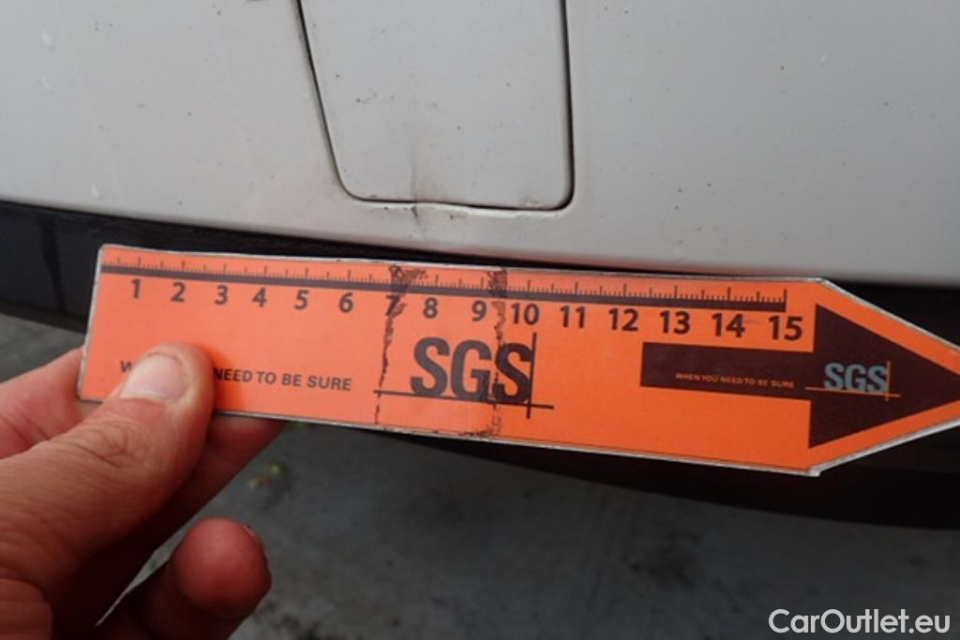 1 2 3 4 5 6 7 8 9 10 11 12 13 14 15
W NEED TO BE SURE
SGS
WHEN YOU NEED TO BE SURE
SGS
CarOutlet.eu